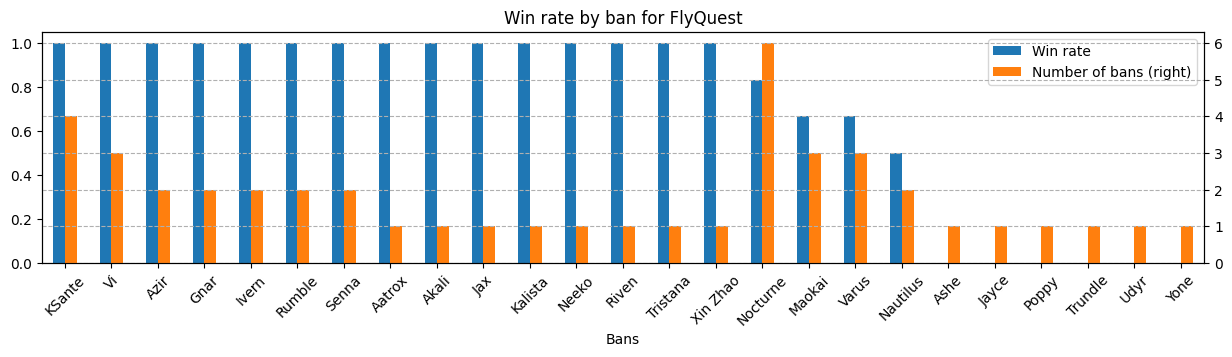 Win rate by ban for FlyQuest
Win rate
Number of bans (right)
1.0
0.8
0.6
0.4
0.2
0.0
6
5
4
3
2
1
0
KSante
Vi
Azir
Gnar
Ivern
Rumble
Senna
Aatrox
Akali
Jax
Kalista
Neeko
Riven
Tristana
Xin Zhao
Nocturne
Maokai
Varus
Nautilus
Ashe
Jayce
Poppy
Trundle
Udyr
Yone
Bans